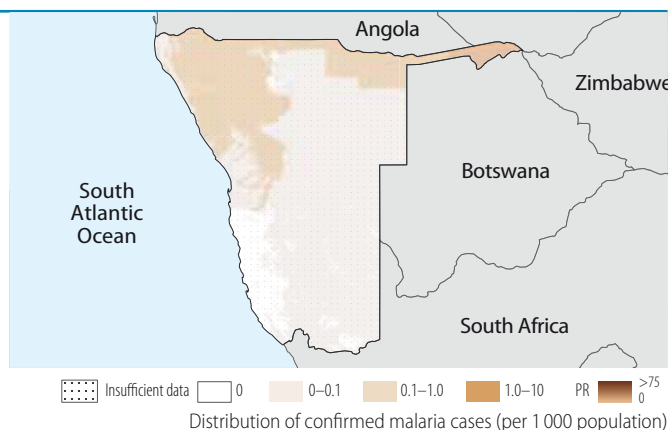 Angola
Zimbabwe
Botswana
South
Atlantic
Ocean
South Africa
Insufficient data 0 0–0.1 0.1–1.0 1.0–10 PR >75
0
Distribution of confirmed malaria cases (per 1 000 population)